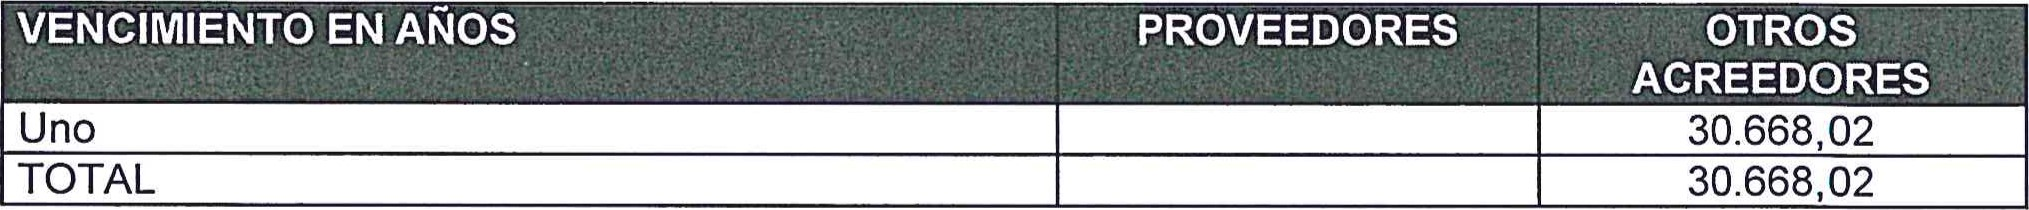 VENCIMIENTO EN AÑOS PROVEEDORES OTROS
ACREEDORES
Uno 30.668,02
TOTAL 30.668,02